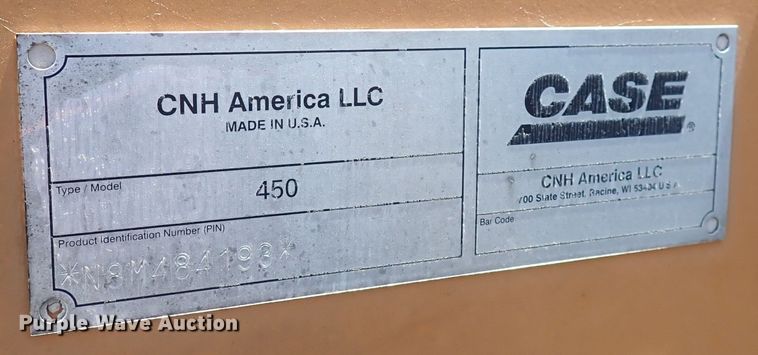 CNH America LLC
MADE IN U.S.A.
Type / Model
450
Product Identification Number (PIN)
*N8M484193*
CASE
®
CNH America LLC
700 State Street, Racine, WI 53404 U.S.A.
Bar Code
Purple Wave Auction